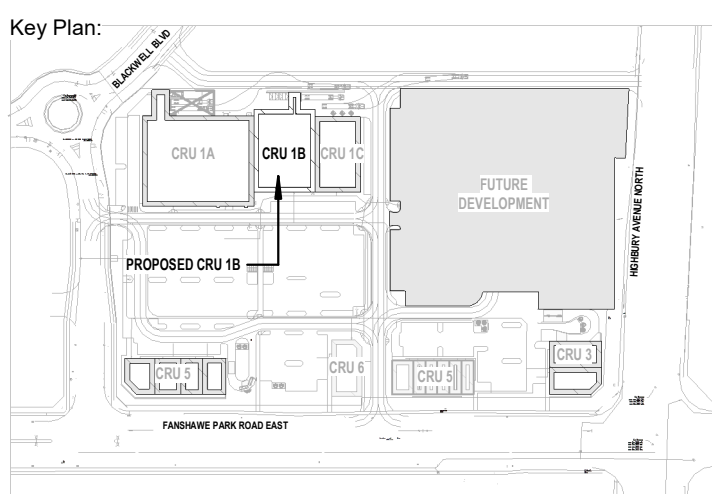 Key Plan:
BLACKWELL BLVD
CRU 1A
CRU 1B
CRU 1C
FUTURE
DEVELOPMENT
HIGHBURY AVENUE NORTH
PROPOSED CRU 1B
CRU 5
CRU 6
CRU 5
CRU 3
FANSHAWE PARK ROAD EAST